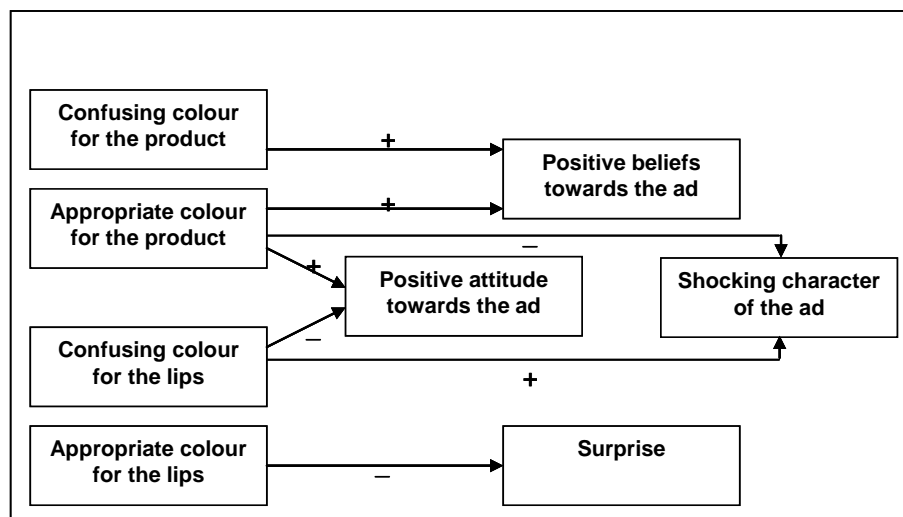 Confusing colour
for the product
+
Positive beliefs
towards the ad
Appropriate colour
for the product
+
–
+
Positive attitude
towards the ad
Shocking character
of the ad
Confusing colour
for the lips
–
+
Appropriate colour
for the lips
–
Surprise